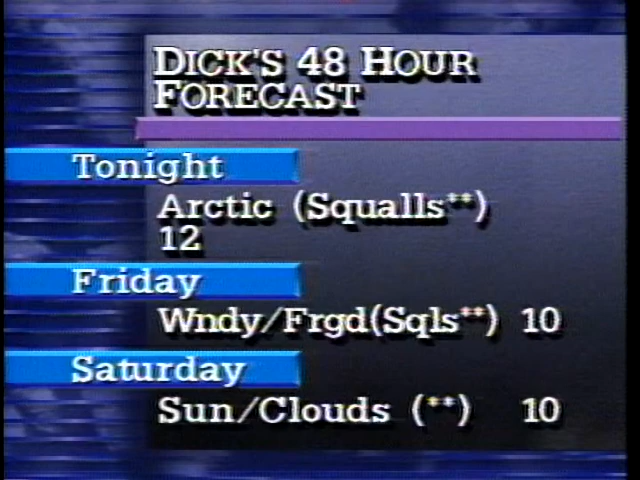 DICK'S 48 HOUR
FORECAST
Tonight
Arctic (Squalls**)
12
Friday
Wndy/Frgd(Sqls**) 10
Saturday
Sun/Clouds (**) 10